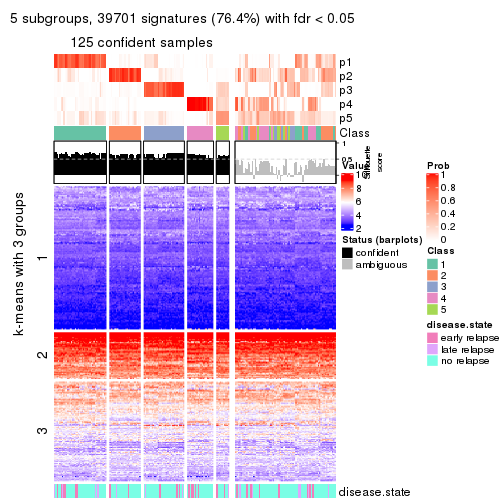 5 subgroups, 39701 signatures (76.4%) with fdr < 0.05
125 confident samples
p1
p2
p3
p4
p5
Class
1
0.5
Silhouette
score
k-means with 3 groups
1
2
3
disease.state
Value
10
8
6
4
2
Status (barplots)
confident
ambiguous
Prob
1
0.8
0.6
0.4
0.2
0
Class
1
2
3
4
5
disease.state
early relapse
late relapse
no relapse